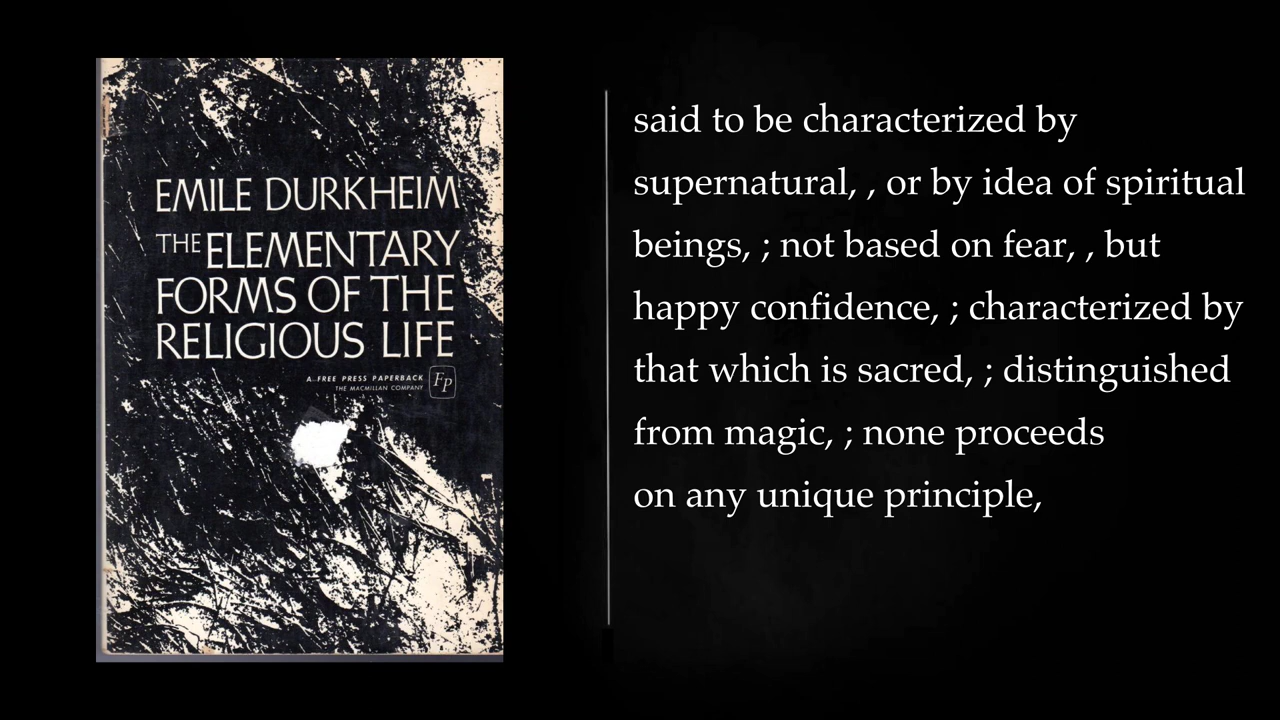 EMILE DURKHEIM
THE ELEMENTARY
FORMS OF THE
RELIGIOUS LIFE
A FREE PRESS PAPERBACK
THE MACMILLAN COMPANY
FP
said to be characterized by
supernatural, , or by idea of spiritual
beings, ; not based on fear, , but
happy confidence, ; characterized by
that which is sacred, ; distinguished
from magic, ; none proceeds
on any unique principle,